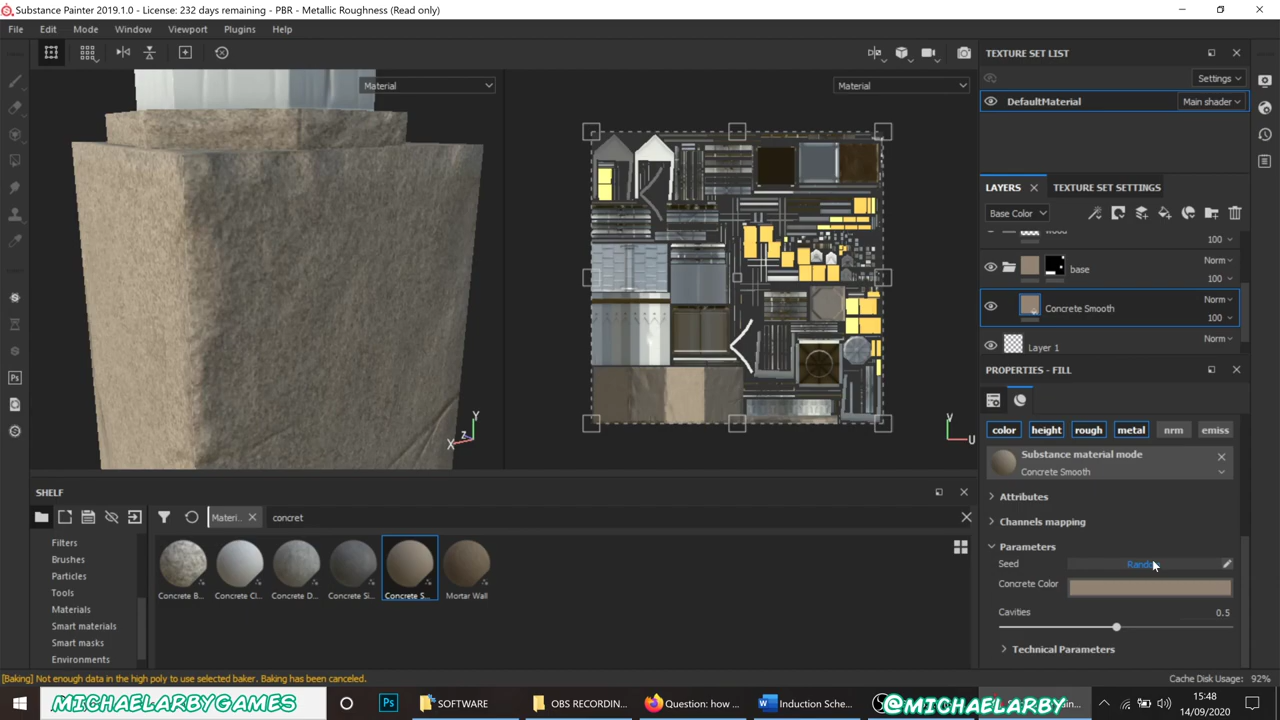 Substance Painter 2019.1.0 - License: 232 days remaining - PBR - Metallic Roughness (Read only)
File Edit Mode Window Viewport Plugins Help
Material
Material
TEXTURE SET LIST
Settings
DefaultMaterial Main shader
LAYERS TEXTURE SET SETTINGS
Base Color
100
base Norm
100
Concrete Smooth Norm
100
Layer 1 Norm
PROPERTIES - FILL
color height rough metal nrm emiss
Substance material mode
Concrete Smooth
Attributes
Channels mapping
Parameters
Seed
Concrete Color
Cavities 0.5
Technical Parameters
X Z Y
V U
SHELF
Materi... concret
Filters
Brushes
Particles
Tools
Materials
Smart materials
Smart masks
Environments
Concrete B... Concrete Cl... Concrete D... Concrete Si... Concrete S... Mortar Wall
[Baking] Not enough data in the high poly to use selected baker. Baking has been canceled.
Cache Disk Usage: 92%
MICHAELARBYGAMES
Ps
SOFTWARE
OBS RECORDIN...
Question: how ...
Induction Sche...
@MICHAELARBY
15:48
14/09/2020